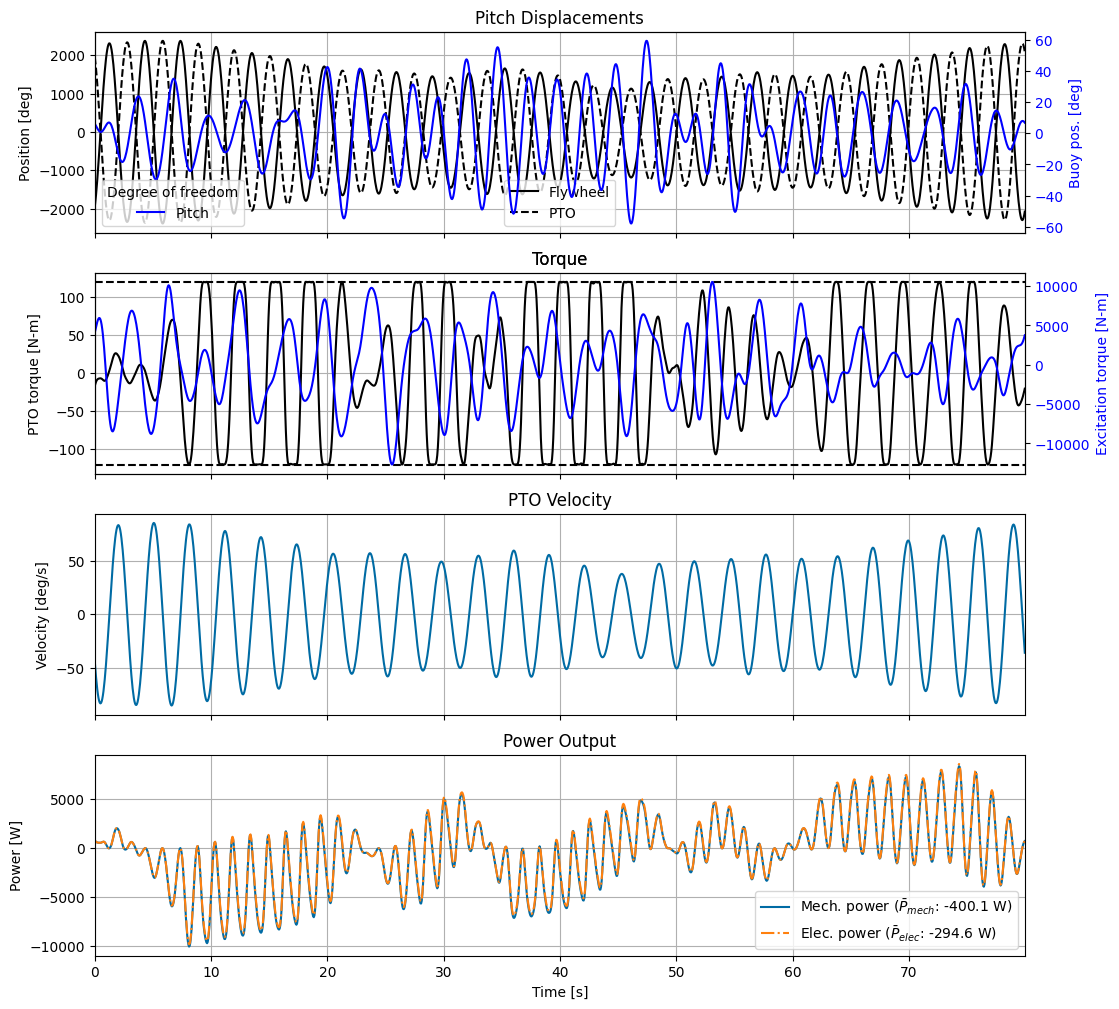 Pitch Displacements
Position [deg]
2000
1000
0
−1000
−2000
60
40
20
0
−20
−40
−60
Buoy pos. [deg]
Degree of freedom
Pitch
Flywheel
PTO
Torque
PTO torque [N-m]
100
50
0
−50
−100
10000
5000
0
−5000
−10000
Excitation torque [N-m]
PTO Velocity
Velocity [deg/s]
50
0
−50
Power Output
Power [W]
5000
0
−5000
−10000
Mech. power (P̄mech: -400.1 W)
Elec. power (P̄elec: -294.6 W)
0 10 20 30 40 50 60 70
Time [s]